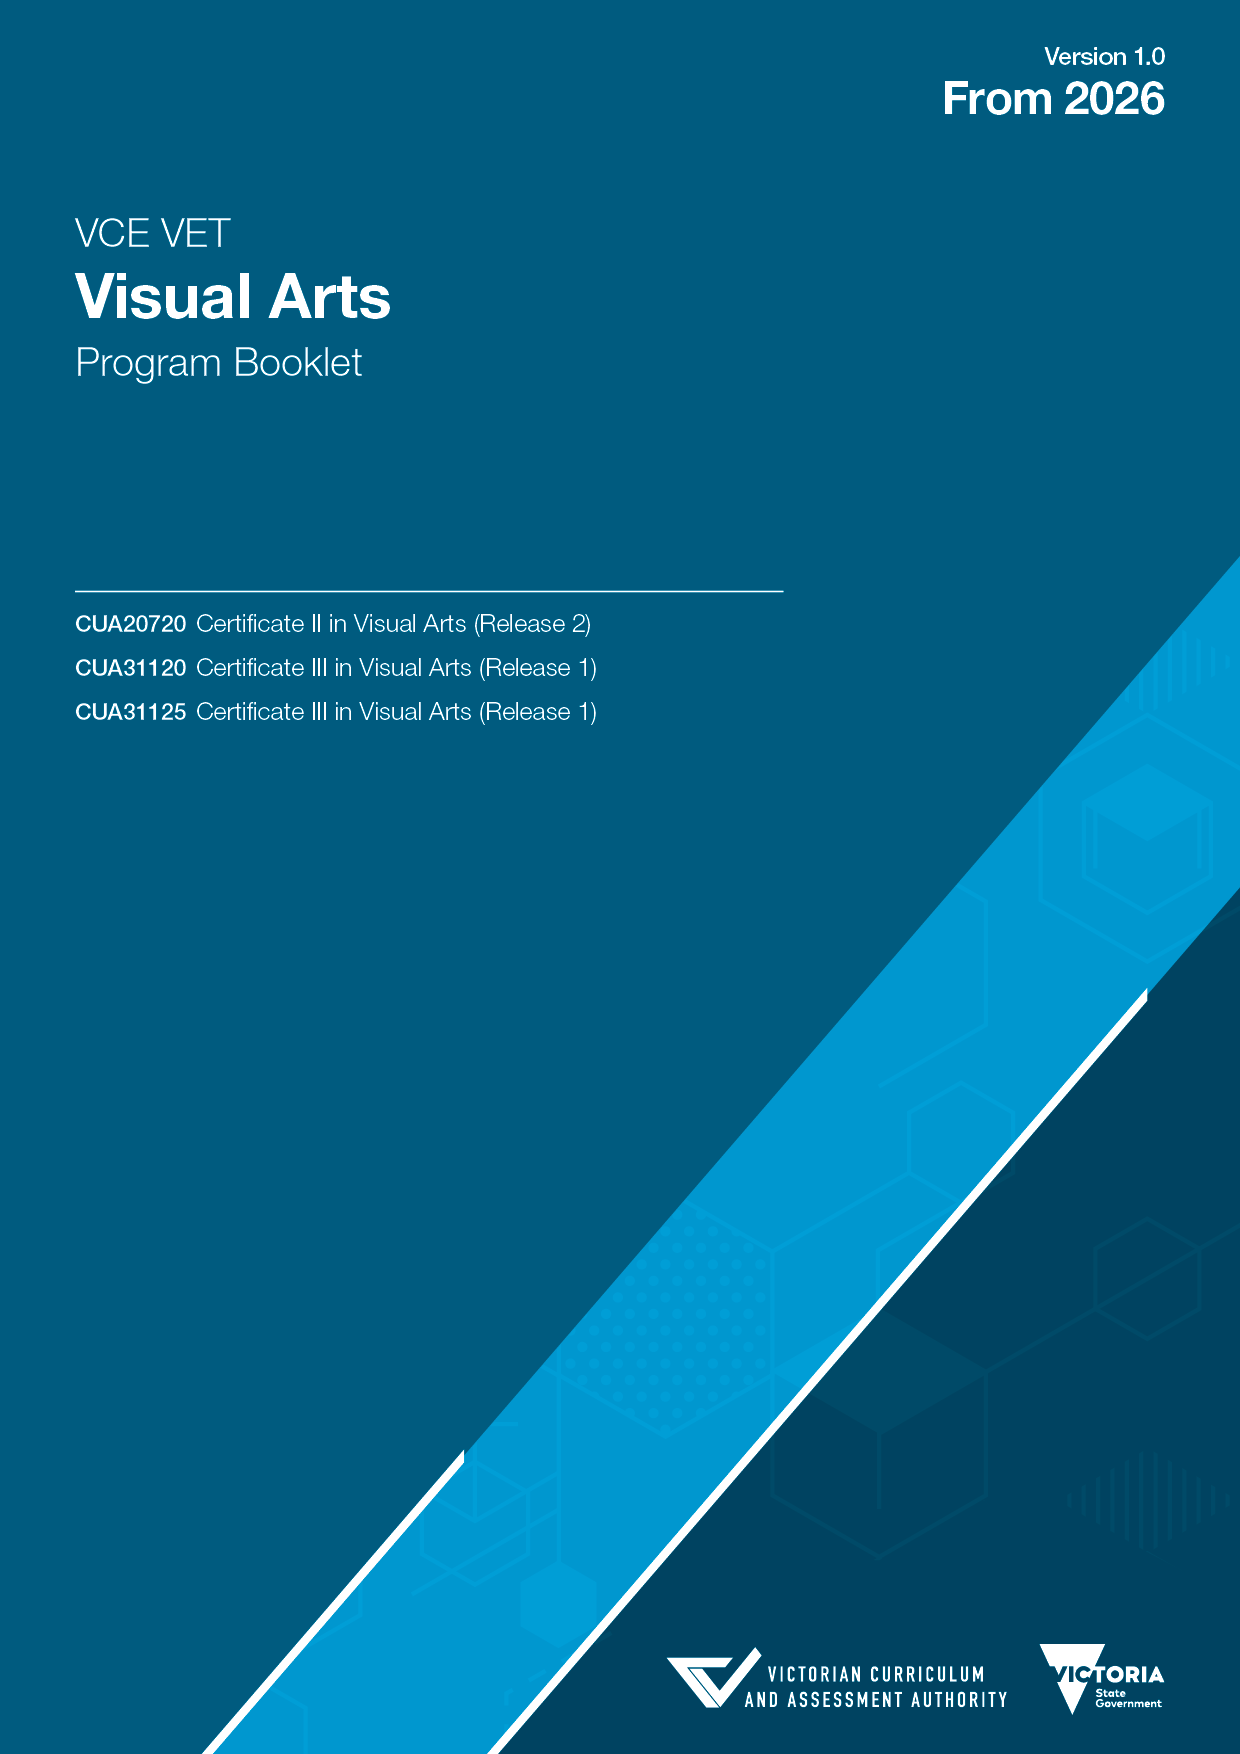 Version 1.0
From 2026
VCE VET
Visual Arts
Program Booklet
CUA20720 Certificate II in Visual Arts (Release 2)
CUA31120 Certificate III in Visual Arts (Release 1)
CUA31125 Certificate III in Visual Arts (Release 1)
VICTORIAN CURRICULUM
AND ASSESSMENT AUTHORITY
VICTORIA
State
Government